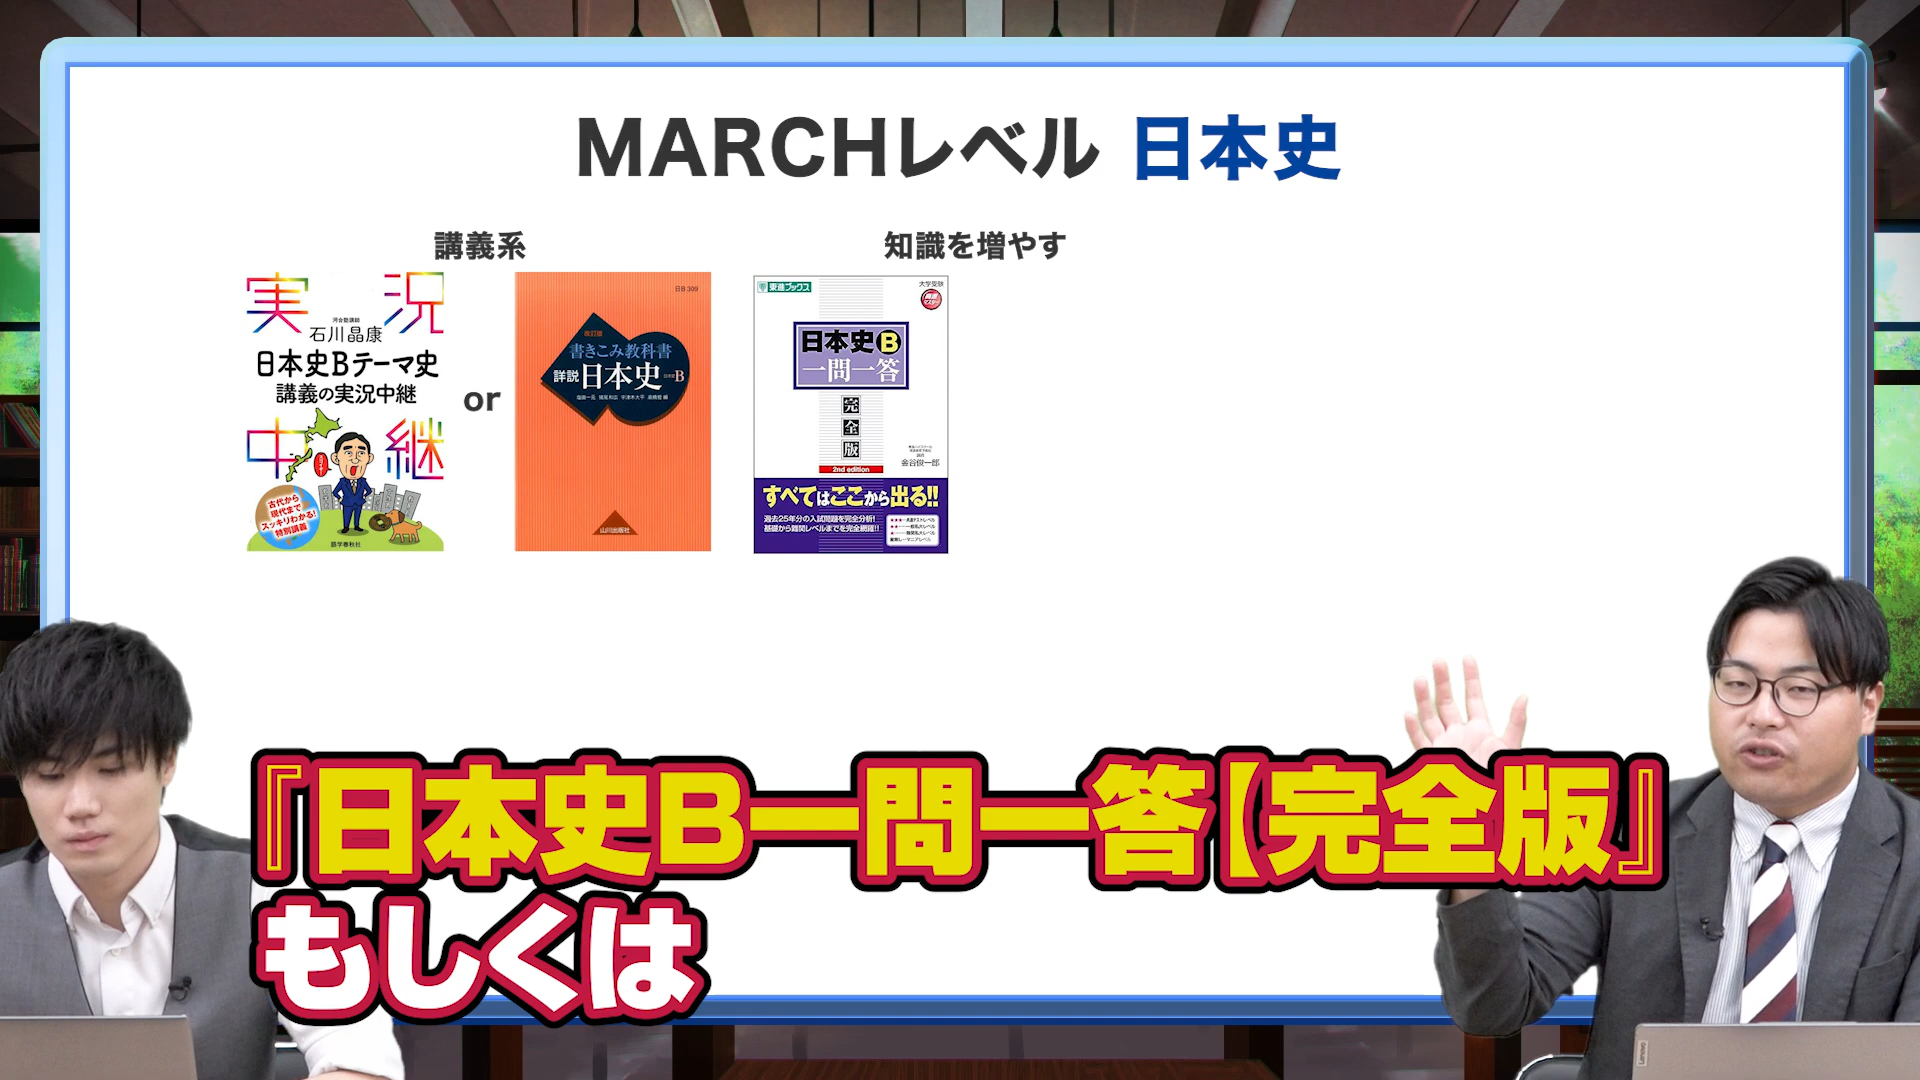 MARCHレベル 日本史
講義系
知識を増やす
実況
河合塾講師
石川晶康
日本史Bテーマ史
講義の実況中継
中継
古代から
現代まで
スッキリわかる!
特別講義
語学春秋社
or
日B 309
改訂版
書きこみ教科書
詳説 日本史 日本史B
山川出版社
東進ブックス
大学受験
日本史B
一問一答
完全版
2nd edition
金谷俊一郎
すべてはここから出る!!
過去25年分の入試問題を完全分析!
基礎から難関レベルまでを完全網羅!!
『日本史B一問一答【完全版』
もしくは
Lenovo